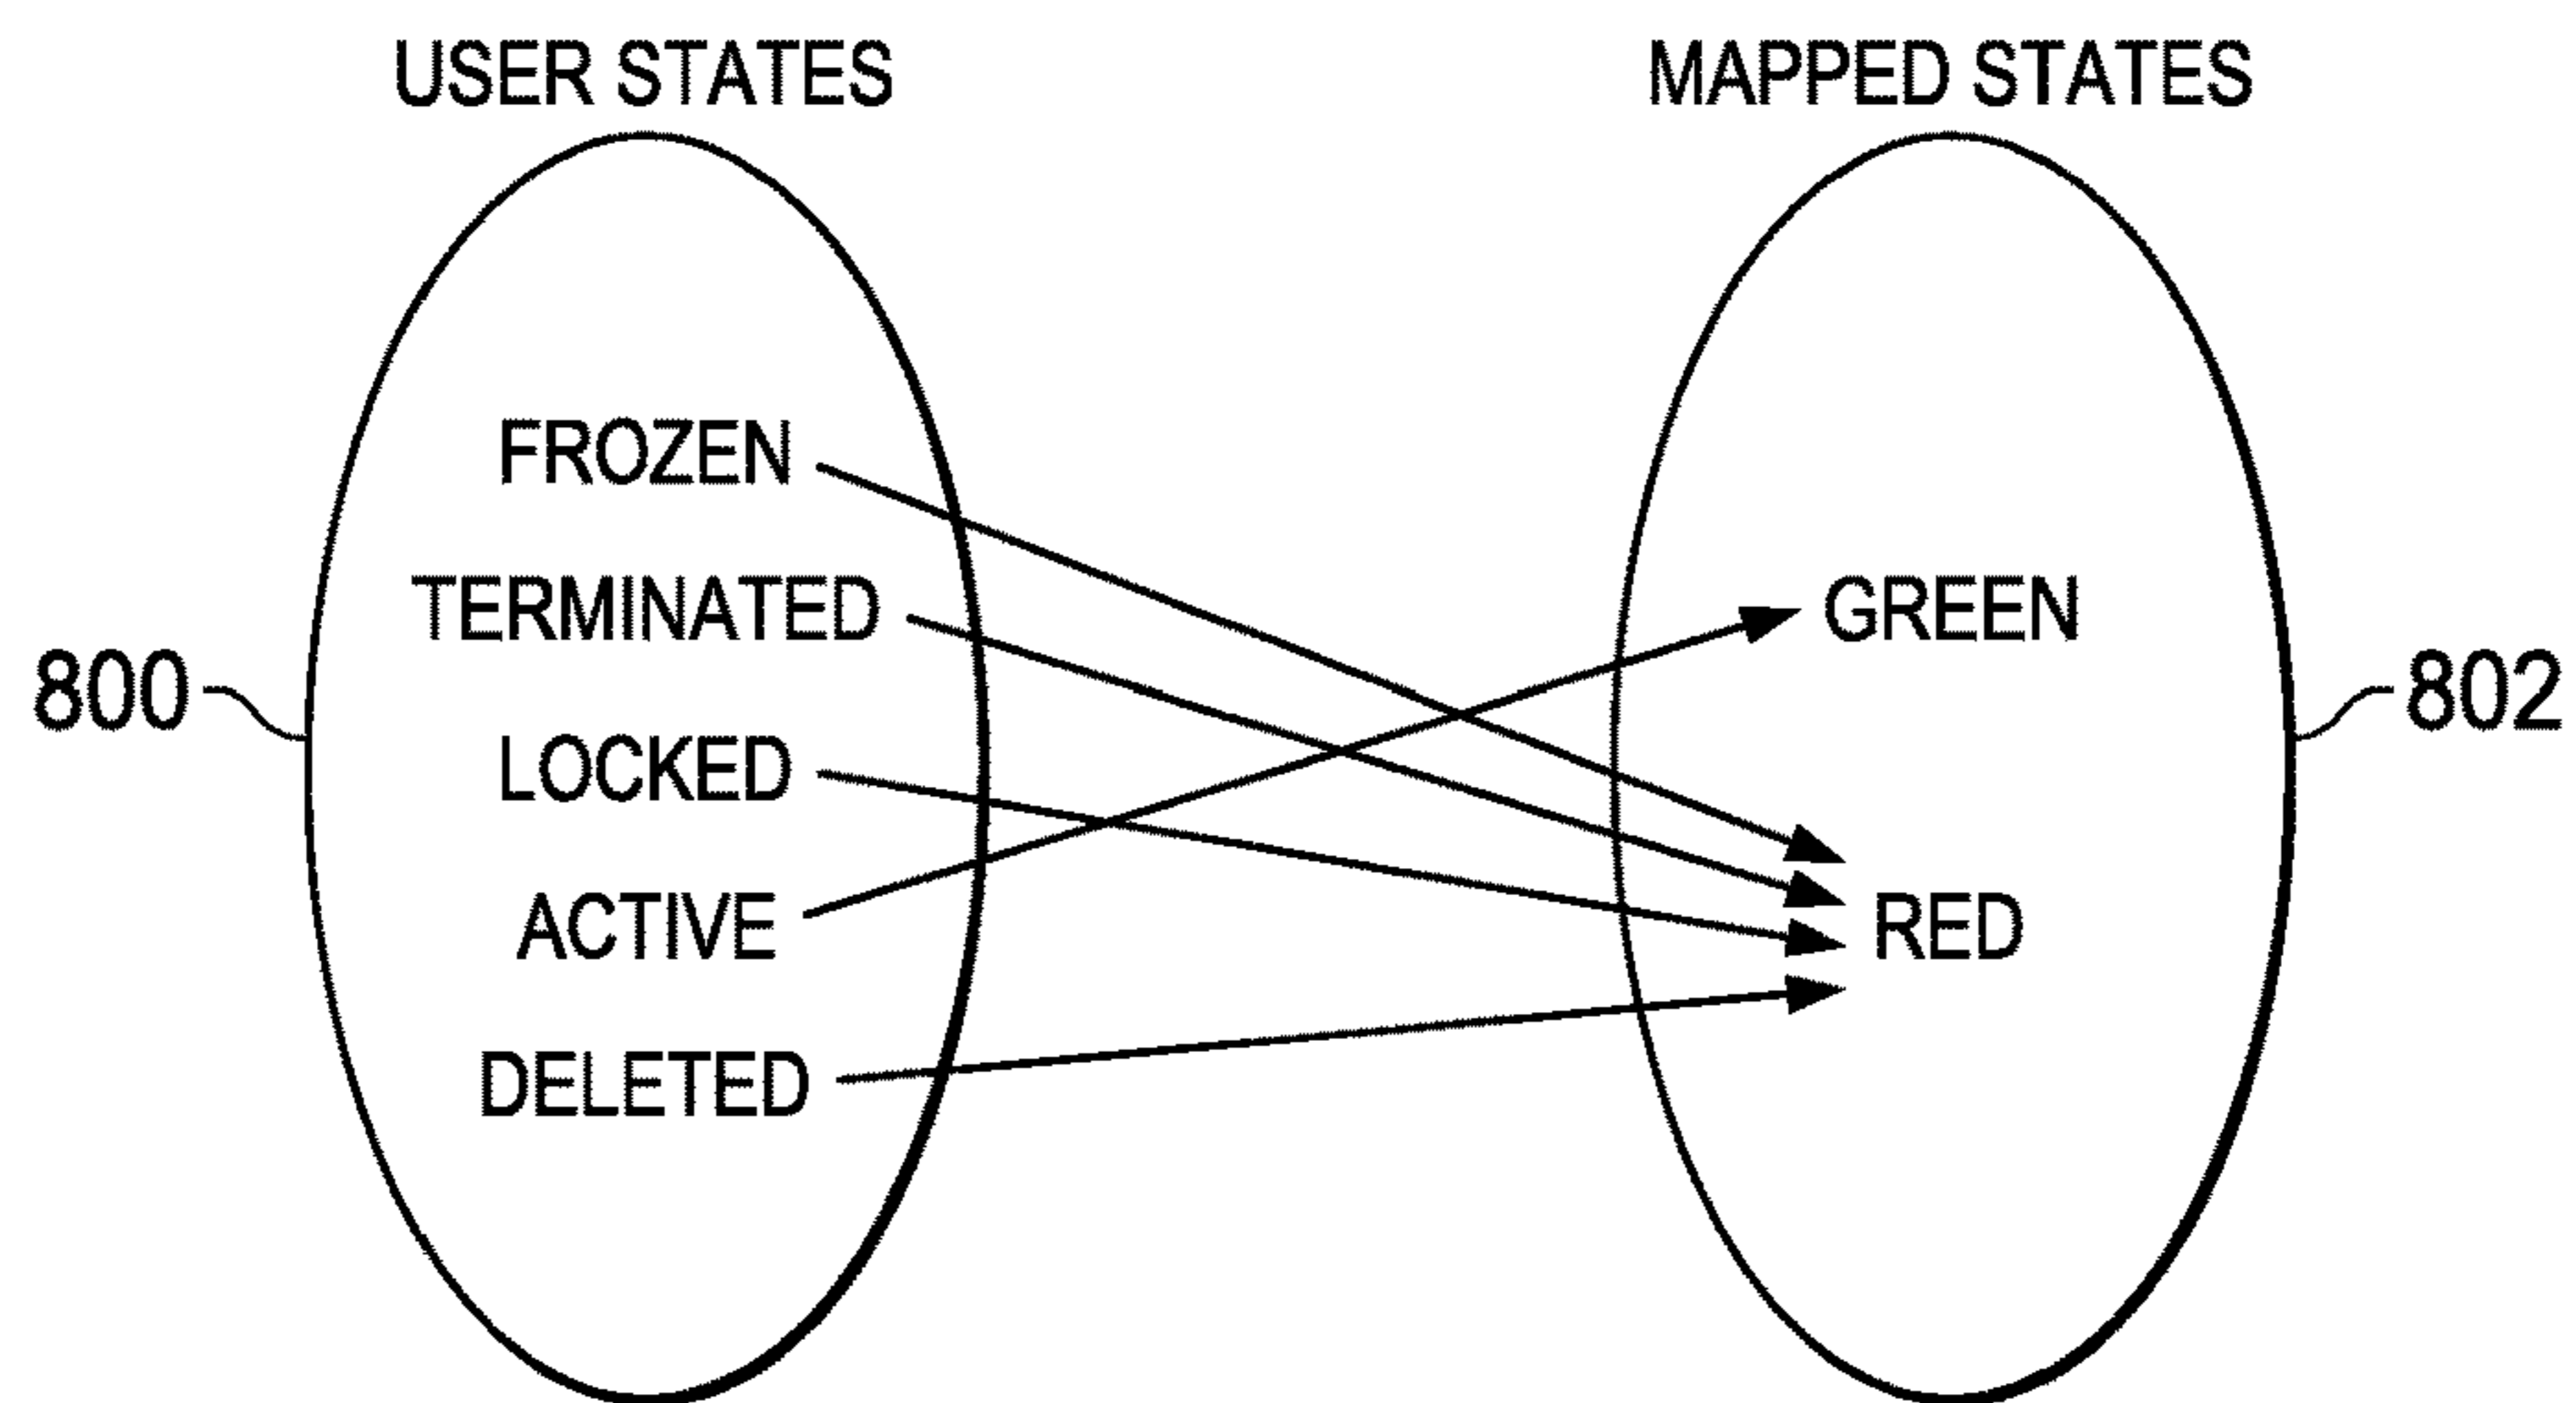 USER STATES
MAPPED STATES
FROZEN
TERMINATED
GREEN
800
802
LOCKED
ACTIVE
RED
DELETED